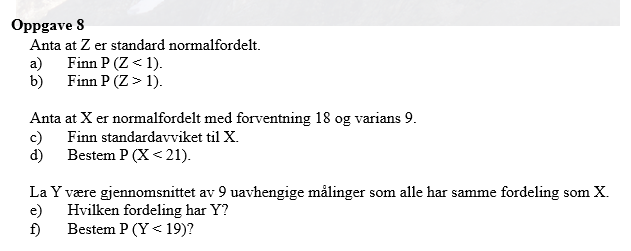 Oppgave 8
Anta at Z er standard normalfordelt.
a) Finn P (Z < 1).
b) Finn P (Z > 1).
Anta at X er normalfordelt med forventning 18 og varians 9.
c) Finn standardavviket til X.
d) Bestem P (X < 21).
La Y være gjennomsnittet av 9 uavhengige målinger som alle har samme fordeling som X.
e) Hvilken fordeling har Y?
f) Bestem P (Y < 19)?